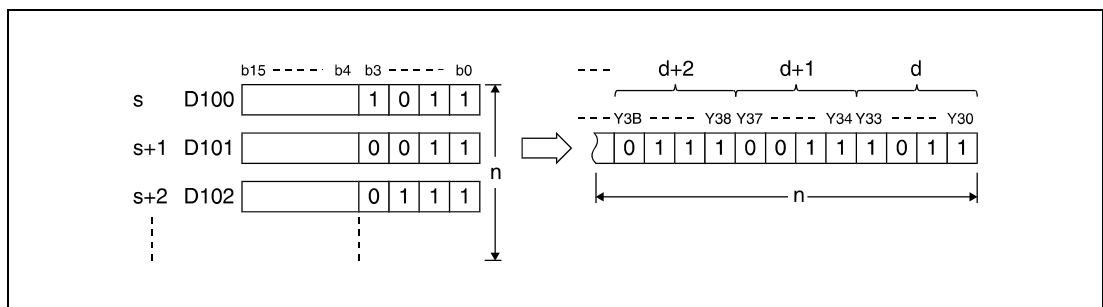 b15 ----- b4 b3 ----- b0
s D100 1 0 1 1
s+1 D101 0 0 1 1
s+2 D102 0 1 1 1
n
d+2 d+1 d
Y3B ---- Y38 Y37 ---- Y34 Y33 ----- Y30
0 1 1 1 0 0 1 1 1 0 1 1
n